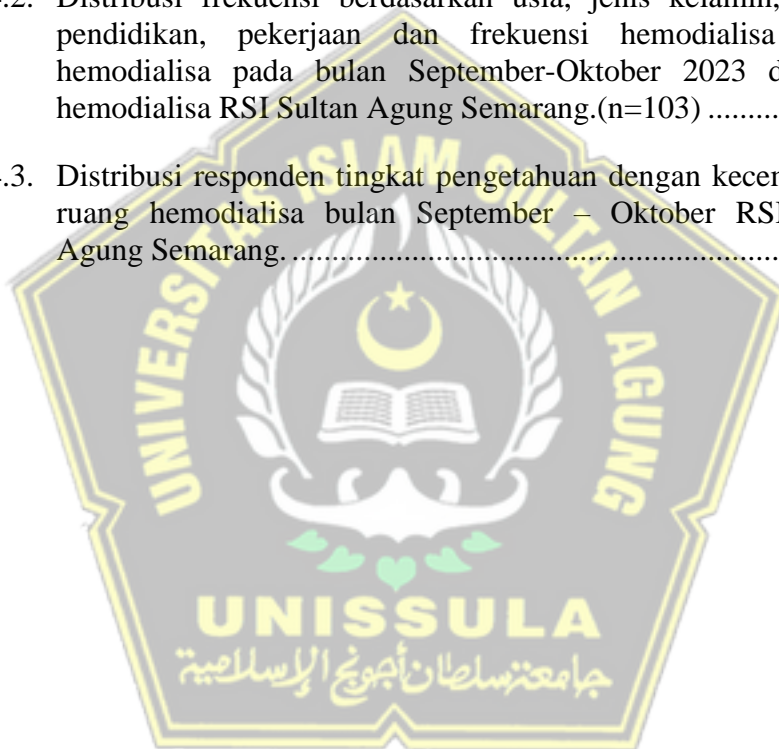 .2. Distribusi frekuensi berdasarkan usia, jenis kelamin,
pendidikan, pekerjaan dan frekuensi hemodialisa
hemodialisa pada bulan September-Oktober 2023 d
hemodialisa RSI Sultan Agung Semarang.(n=103) .........
.3. Distribusi responden tingkat pengetahuan dengan kecen
ruang hemodialisa bulan September – Oktober RSI
Agung Semarang. ..................................................
UNIVERSITAS ISLAM SULTAN AGUNG
UNISSULA
جامعة سلطان أجونج الإسلامية